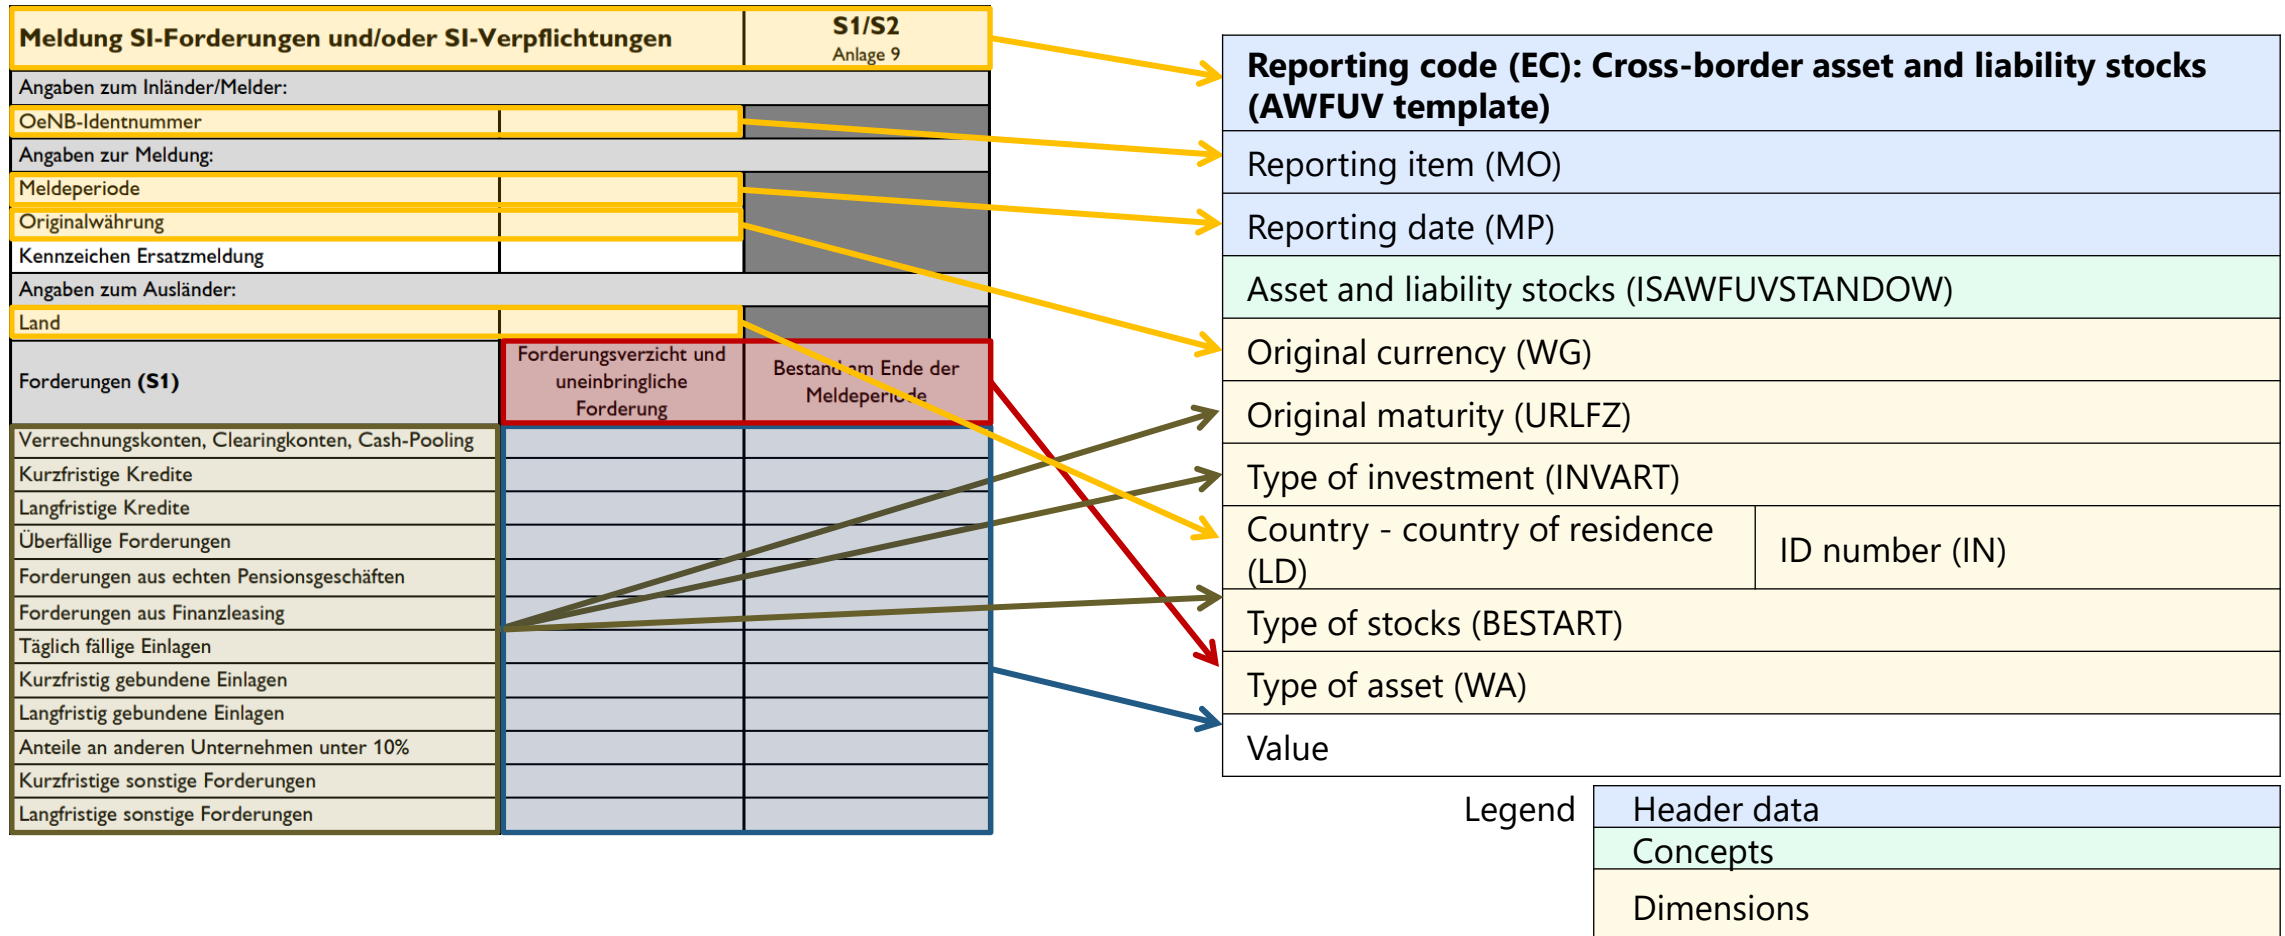 Meldung SI-Forderungen und/oder SI-Verpflichtungen
S1/S2
Anlage 9
Angaben zum Inländer/Melder:
OeNB-Identnummer
Angaben zur Meldung:
Meldeperiode
Originalwährung
Kennzeichen Ersatzmeldung
Angaben zum Ausländer:
Land
Forderungen (S1)
Forderungsverzicht und
uneinbringliche
Forderung
Bestand am Ende der
Meldeperiode
Verrechnungskonten, Clearingkonten, Cash-Pooling
Kurzfristige Kredite
Langfristige Kredite
Überfällige Forderungen
Forderungen aus echten Pensionsgeschäften
Forderungen aus Finanzleasing
Täglich fällige Einlagen
Kurzfristig gebundene Einlagen
Langfristig gebundene Einlagen
Anteile an anderen Unternehmen unter 10%
Kurzfristige sonstige Forderungen
Langfristige sonstige Forderungen
Reporting code (EC): Cross-border asset and liability stocks
(AWFUV template)
Reporting item (MO)
Reporting date (MP)
Asset and liability stocks (ISAWFUVSTANDOW)
Original currency (WG)
Original maturity (URLFZ)
Type of investment (INVART)
Country - country of residence
(LD)
ID number (IN)
Type of stocks (BESTART)
Type of asset (WA)
Value
Legend
Header data
Concepts
Dimensions